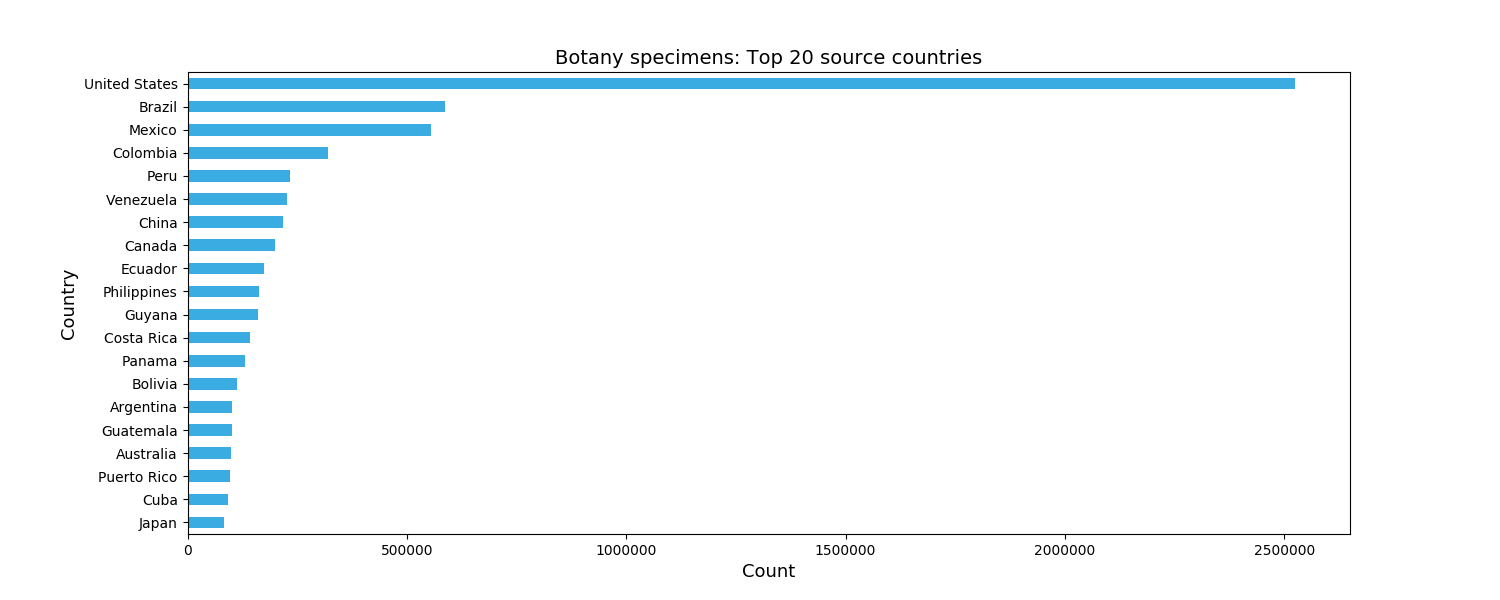 Botany specimens: Top 20 source countries
United States
Brazil
Mexico
Colombia
Peru
Venezuela
China
Canada
Ecuador
Philippines
Guyana
Costa Rica
Panama
Bolivia
Argentina
Guatemala
Australia
Puerto Rico
Cuba
Japan
Country
0 500000 1000000 1500000 2000000 2500000
Count